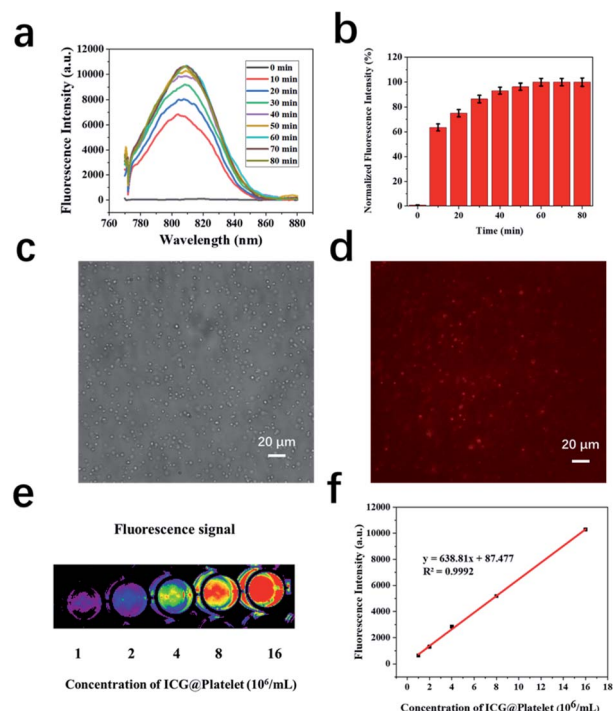 a
12000
10000
8000
6000
4000
2000
0
Fluorescence Intensity (a.u.)
760 780 800 820 840 860 880
Wavelength (nm)
0 min
10 min
20 min
30 min
40 min
50 min
60 min
70 min
80 min
b
120
100
80
60
40
20
0
Normalized Fluorescence Intensity (%)
0 20 40 60 80
Time (min)
c
20 μm
d
20 μm
e
Fluorescence signal
1 2 4 8 16
Concentration of ICG@Platelet (10⁶/mL)
f
12000
10000
8000
6000
4000
2000
0
Fluorescence Intensity (a.u.)
y = 638.81x + 87.477
R² = 0.9992
2 4 6 8 10 12 14 16 18
Concentration of ICG@Platelet (10⁶/mL)